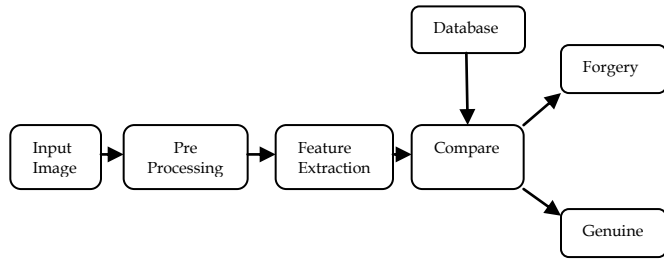 Database
Forgery
Input
Image
Pre
Processing
Feature
Extraction
Compare
Genuine